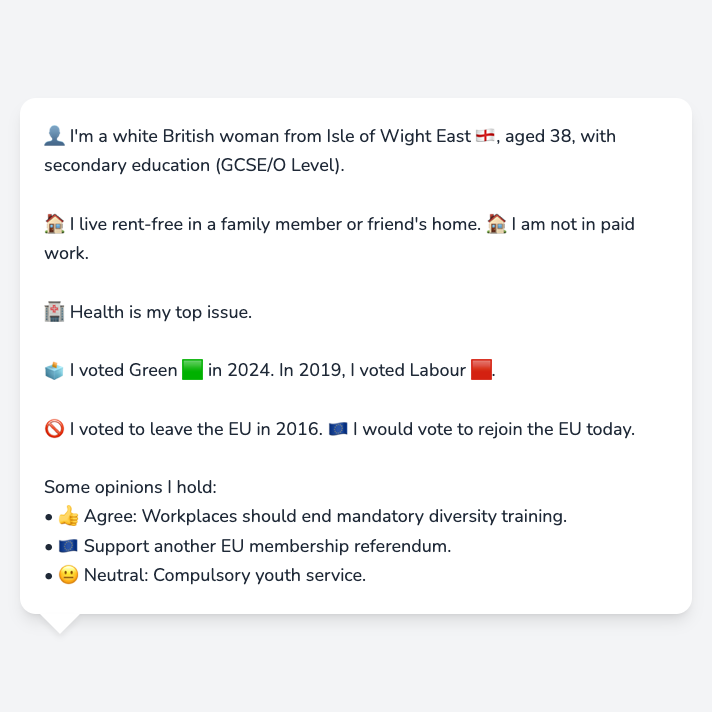 👤 I'm a white British woman from Isle of Wight East 🏴󠁧󠁢󠁥󠁮󠁧󠁿, aged 38, with
secondary education (GCSE/O Level).
🏠 I live rent-free in a family member or friend's home. 🏠 I am not in paid
work.
🏥 Health is my top issue.
🗳️ I voted Green 🟩 in 2024. In 2019, I voted Labour 🟥.
🚫 I voted to leave the EU in 2016. 🇪🇺 I would vote to rejoin the EU today.
Some opinions I hold:
• 👍 Agree: Workplaces should end mandatory diversity training.
• 🇪🇺 Support another EU membership referendum.
• 😐 Neutral: Compulsory youth service.